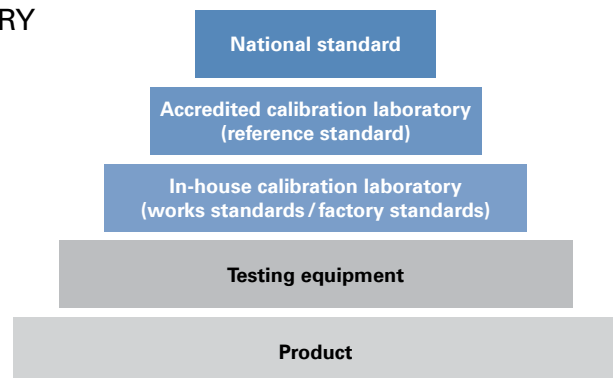 RY
National standard
Accredited calibration laboratory
(reference standard)
In-house calibration laboratory
(works standards / factory standards)
Testing equipment
Product